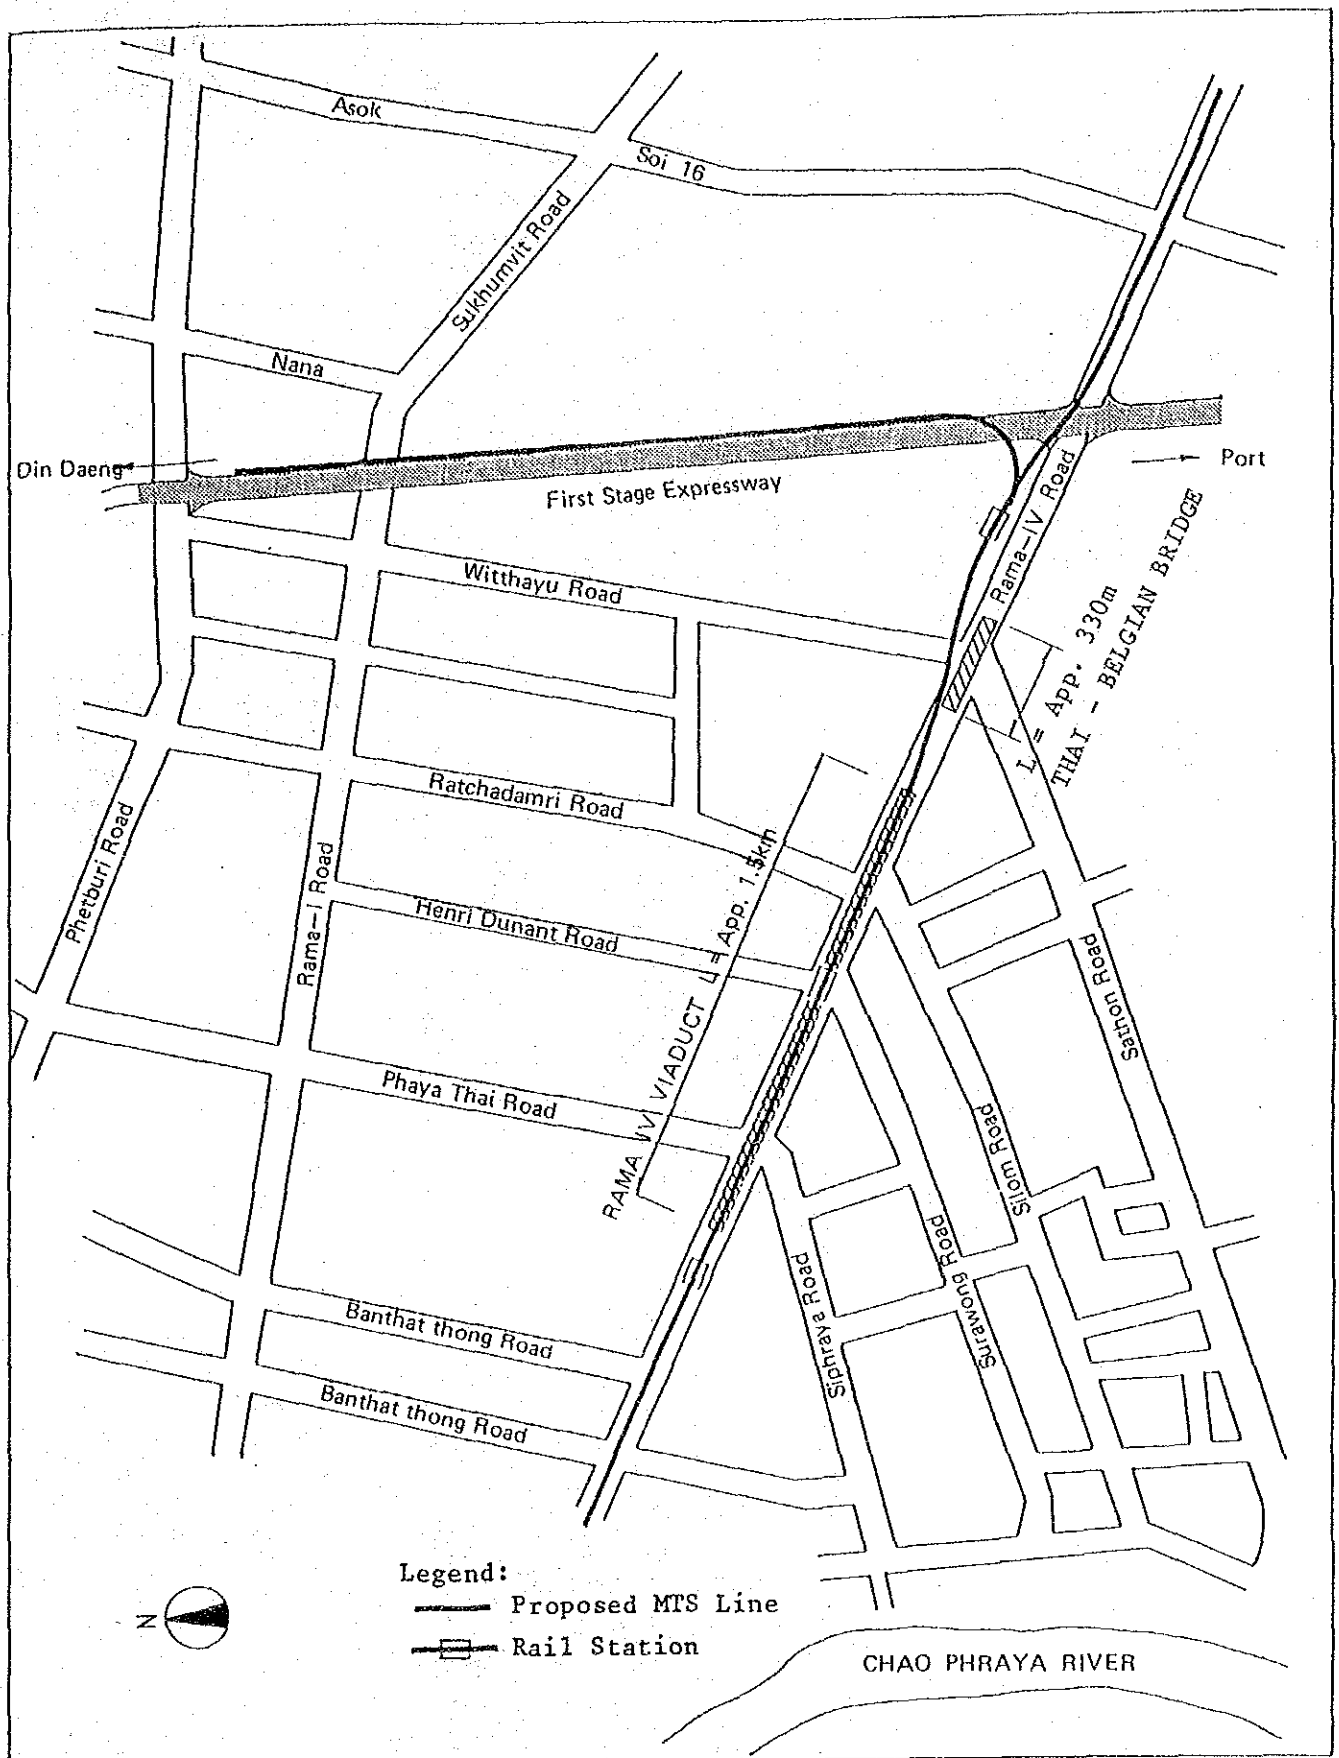 Asok
Soi 16
Sukhumvit Road
Nana
Din Daeng
First Stage Expressway
Port
Rama-IV Road
Witthayu Road
L = App. 330m
THAI - BELGIAN BRIDGE
Ratchadamri Road
Phetburi Road
Rama-I Road
Henri Dunant Road
RAMA IV VIADUCT L = App. 1.5km
Sathon Road
Phaya Thai Road
Silom Road
Surawong Road
Siphraya Road
Banthat thong Road
Banthat thong Road
Legend:
Proposed MTS Line
Rail Station
N
CHAO PHRAYA RIVER